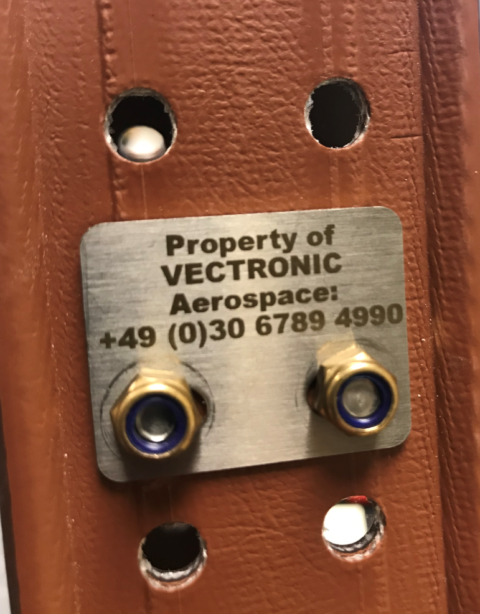 Property of
VECTRONIC
Aerospace:
+49 (0)30 6789 4990